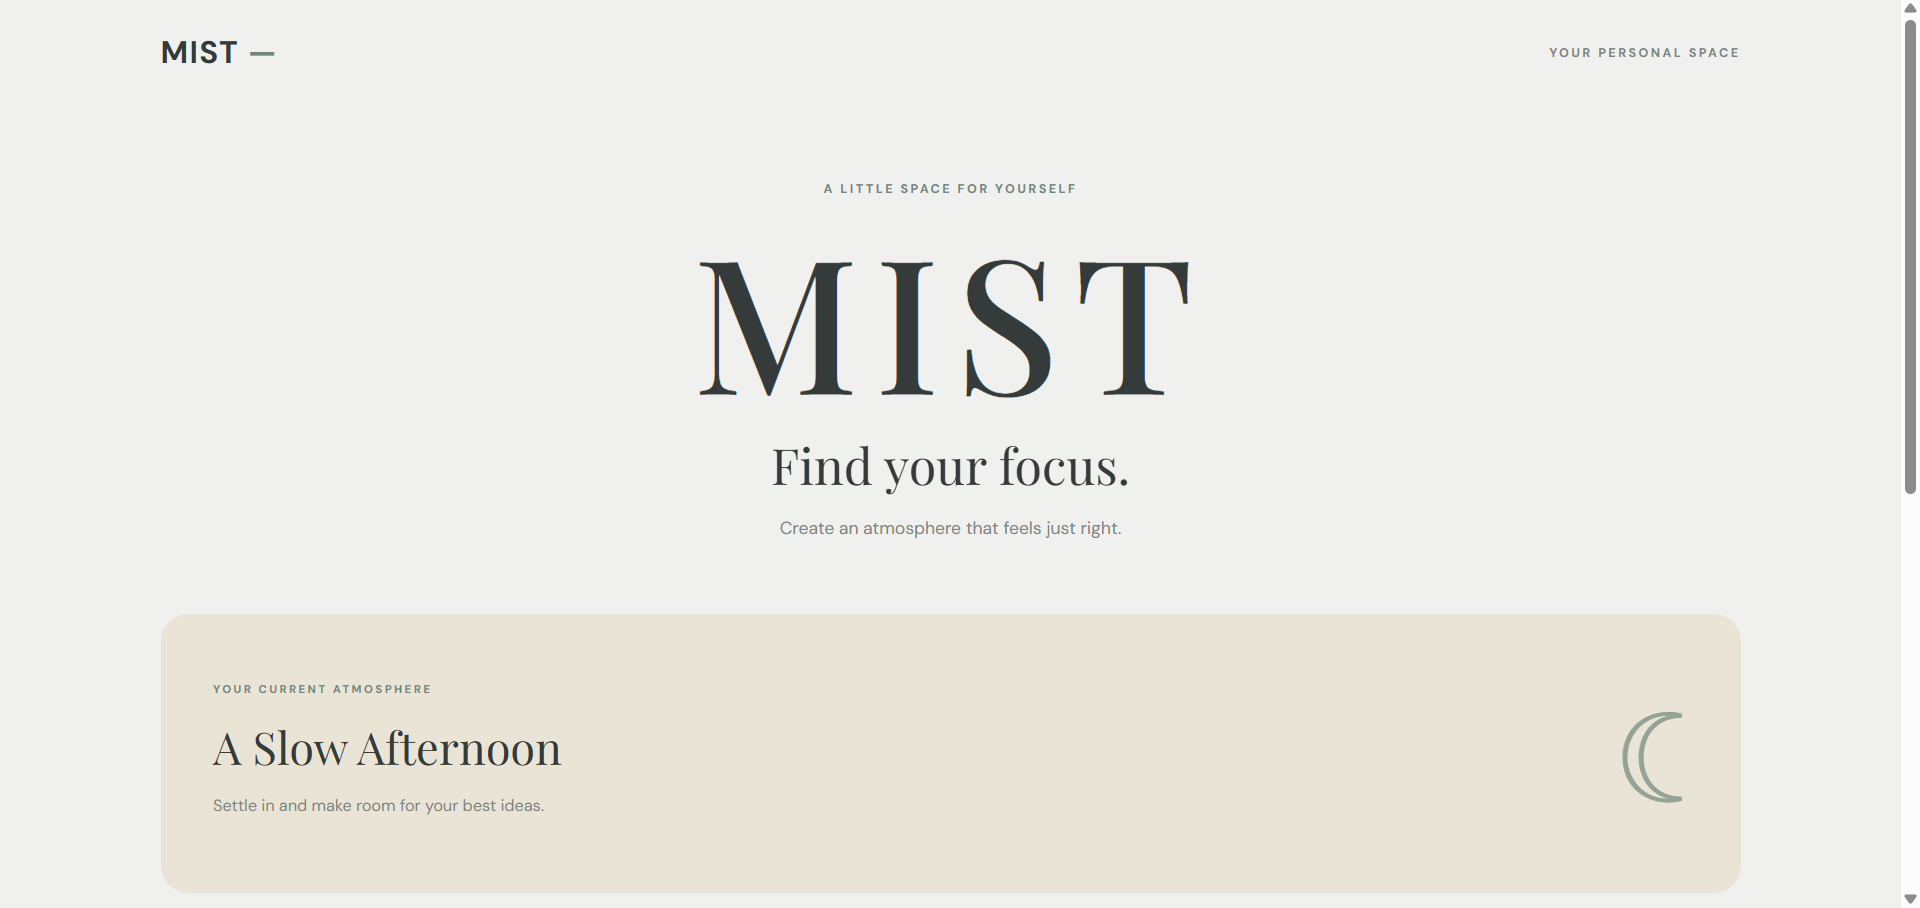 MIST —
YOUR PERSONAL SPACE
A LITTLE SPACE FOR YOURSELF
MIST
Find your focus.
Create an atmosphere that feels just right.
YOUR CURRENT ATMOSPHERE
A Slow Afternoon
Settle in and make room for your best ideas.